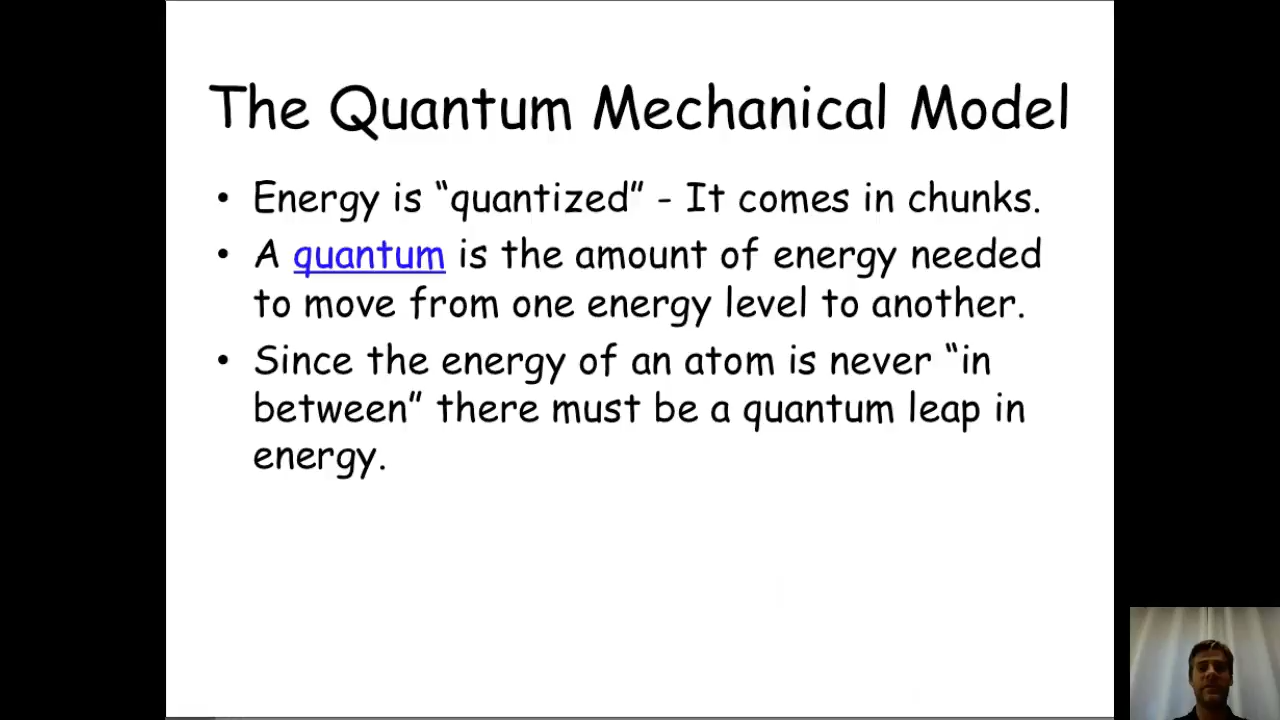 The Quantum Mechanical Model
• Energy is “quantized” - It comes in chunks.
• A quantum is the amount of energy needed
to move from one energy level to another.
• Since the energy of an atom is never “in
between” there must be a quantum leap in
energy.